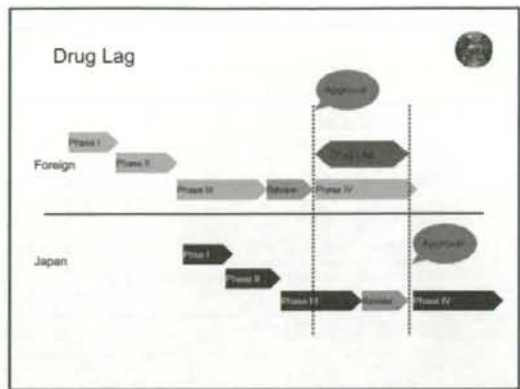 Drug Lag
Approval
Phase I
Phase II
Drug Lag
Foreign
Phase III
Review
Phase IV
Approval
Phase I
Japan
Phase II
Phase III
Review
Phase IV